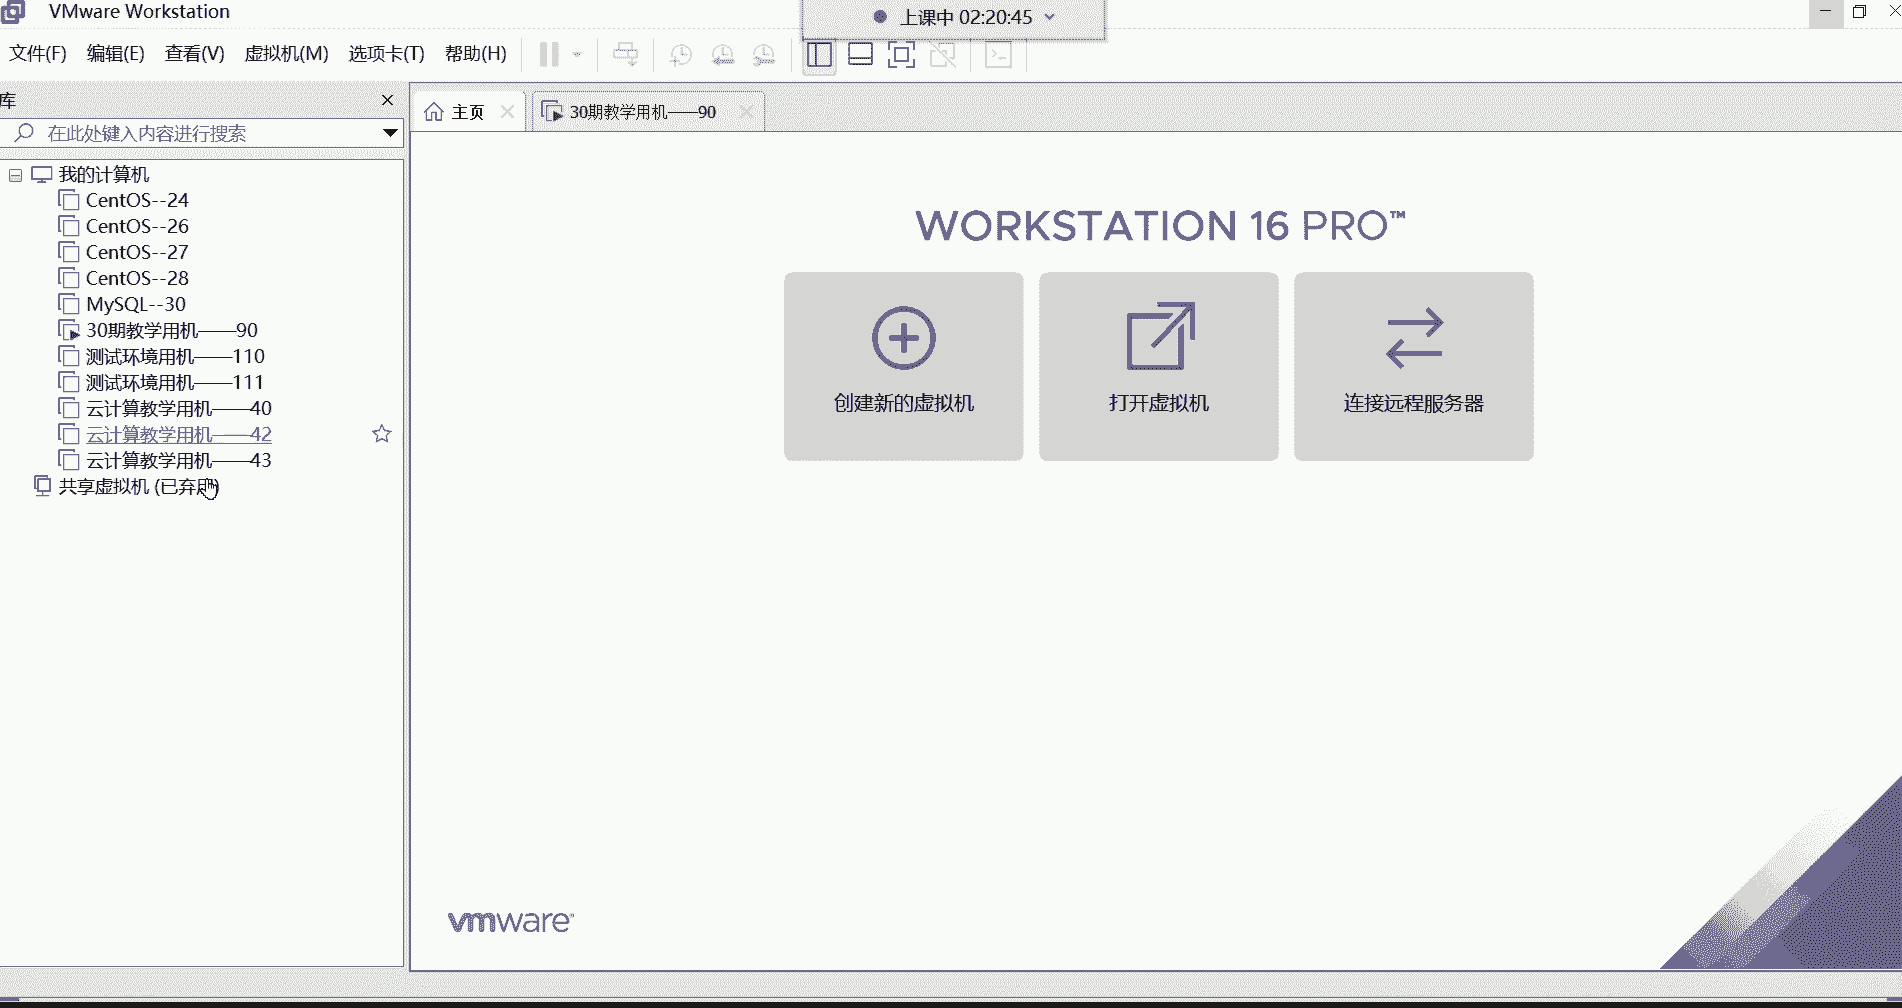 VMware Workstation
上课中 02:20:45
文件(F) 编辑(E) 查看(V) 虚拟机(M) 选项卡(T) 帮助(H)
库
在此处键入内容进行搜索
我的计算机
CentOS--24
CentOS--26
CentOS--27
CentOS--28
MySQL--30
30期教学用机——90
测试环境用机——110
测试环境用机——111
云计算教学用机——40
云计算教学用机——42
云计算教学用机——43
共享虚拟机 (已弃用)
主页
30期教学用机——90
WORKSTATION 16 PRO™
创建新的虚拟机
打开虚拟机
连接远程服务器
vmware